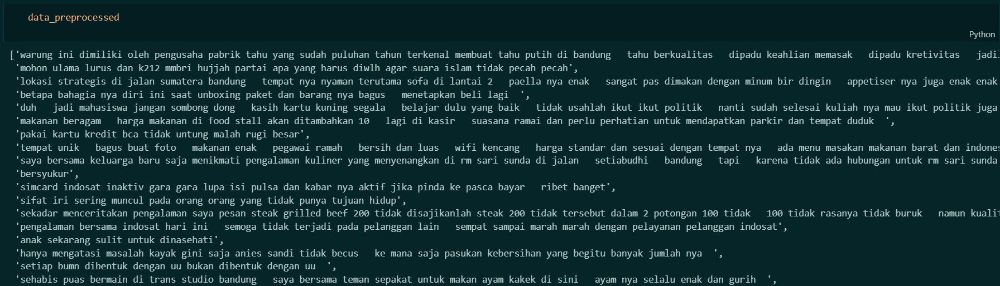 data_preprocessed
Python
['warung ini dimiliki oleh pengusaha pabrik tahu yang sudah puluhan tahun terkenal membuat tahu putih di bandung   tahu berkualitas   dipadu keahlian memasak   dipadu kretivitas
'mohon ulama lurus dan k212 mmbri hujjah partai apa yang harus diwlh agar suara islam tidak pecah pecah',
'lokasi strategis di jalan sumatera bandung   tempat nya nyaman terutama sofa di lantai 2   paella nya enak   sangat pas dimakan dengan minum bir dingin   appetiser nya juga enak enak
'betapa bahagia nya diri ini saat unboxing paket dan barang nya bagus   menetapkan beli lagi  ',
'duh   jadi mahasiswa jangan sombong dong   kasih kartu kuning segala   belajar dulu yang baik   tidak usahlah ikut ikut politik   nanti sudah selesai kuliah nya mau ikut politik juga
'makanan beragam   harga makanan di food stall akan ditambahkan 10   lagi di kasir   suasana ramai dan perlu perhatian untuk mendapatkan parkir dan tempat duduk  ',
'pakai kartu kredit bca tidak untung malah rugi besar',
'tempat unik   bagus buat foto   makanan enak   pegawai ramah   bersih dan luas   wifi kencang   harga standar dan sesuai dengan tempat nya   ada menu masakan makanan barat dan
'saya bersama keluarga baru saja menikmati pengalaman kuliner yang menyenangkan di rm sari sunda di jalan   setiabudhi   bandung   tapi   karena tidak ada hubungan untuk rm sari sunda
'bersyukur',
'simcard indosat inaktiv gara gara lupa isi pulsa dan kabar nya aktif jika pinda ke pasca bayar   ribet banget',
'sifat iri sering muncul pada orang orang yang tidak punya tujuan hidup',
'sekadar menceritakan pengalaman saya pesan steak grilled beef 200 tidak disajikanlah steak 200 tidak tersebut dalam 2 potongan 100 tidak   100 tidak rasanya tidak buruk   namun
'pengalaman bersama indosat hari ini   semoga tidak terjadi pada pelanggan lain   sempat sampai marah marah dengan pelayanan pelanggan indosat',
'anak sekarang sulit untuk dinasehati',
'hanya mengatasi masalah kayak gini saja anies sandi tidak becus   ke mana saja pasukan kebersihan yang begitu banyak jumlah nya  ',
'setiap bumn dibentuk dengan uu bukan dibentuk dengan uu  ',
'sehabis puas bermain di trans studio bandung   saya bersama teman sepakat untuk makan ayam kakek di sini   ayam nya selalu enak dan gurih  ',